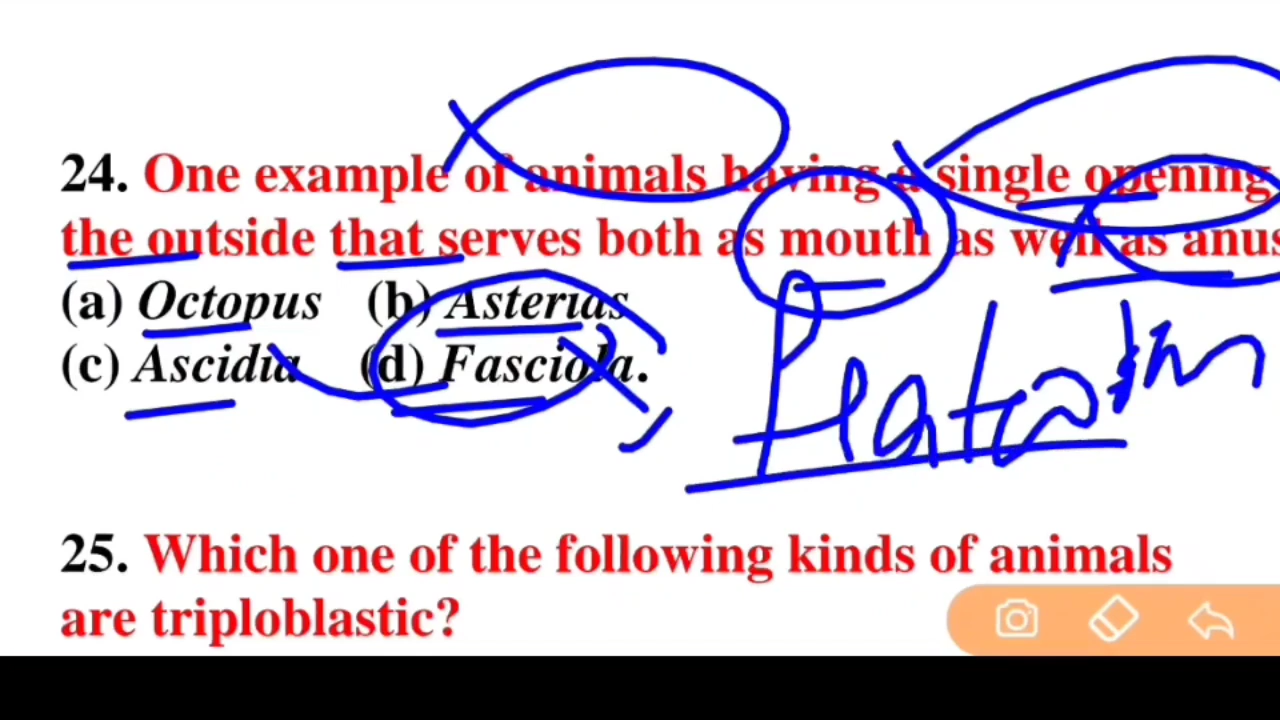 24. One example of animals having a single opening
the outside that serves both as mouth as well as anus
(a) Octopus (b) Asterias
(c) Ascidia (d) Fasciola.
25. Which one of the following kinds of animals
are triploblastic?